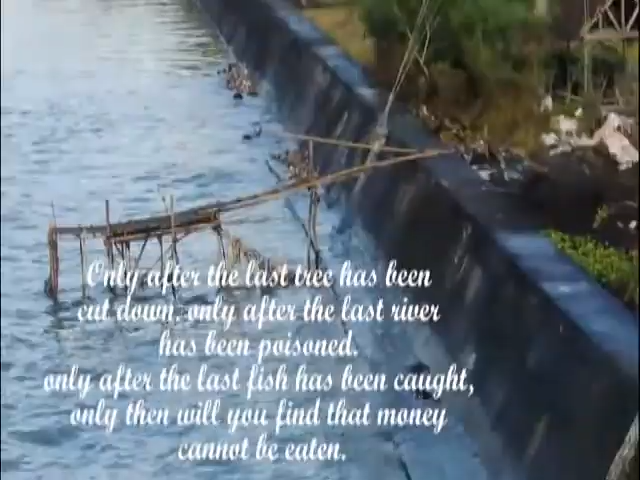 Only after the last tree has been
cut down. only after the last river
has been poisoned.
only after the last fish has been caught,
only then will you find that money
cannot be eaten.